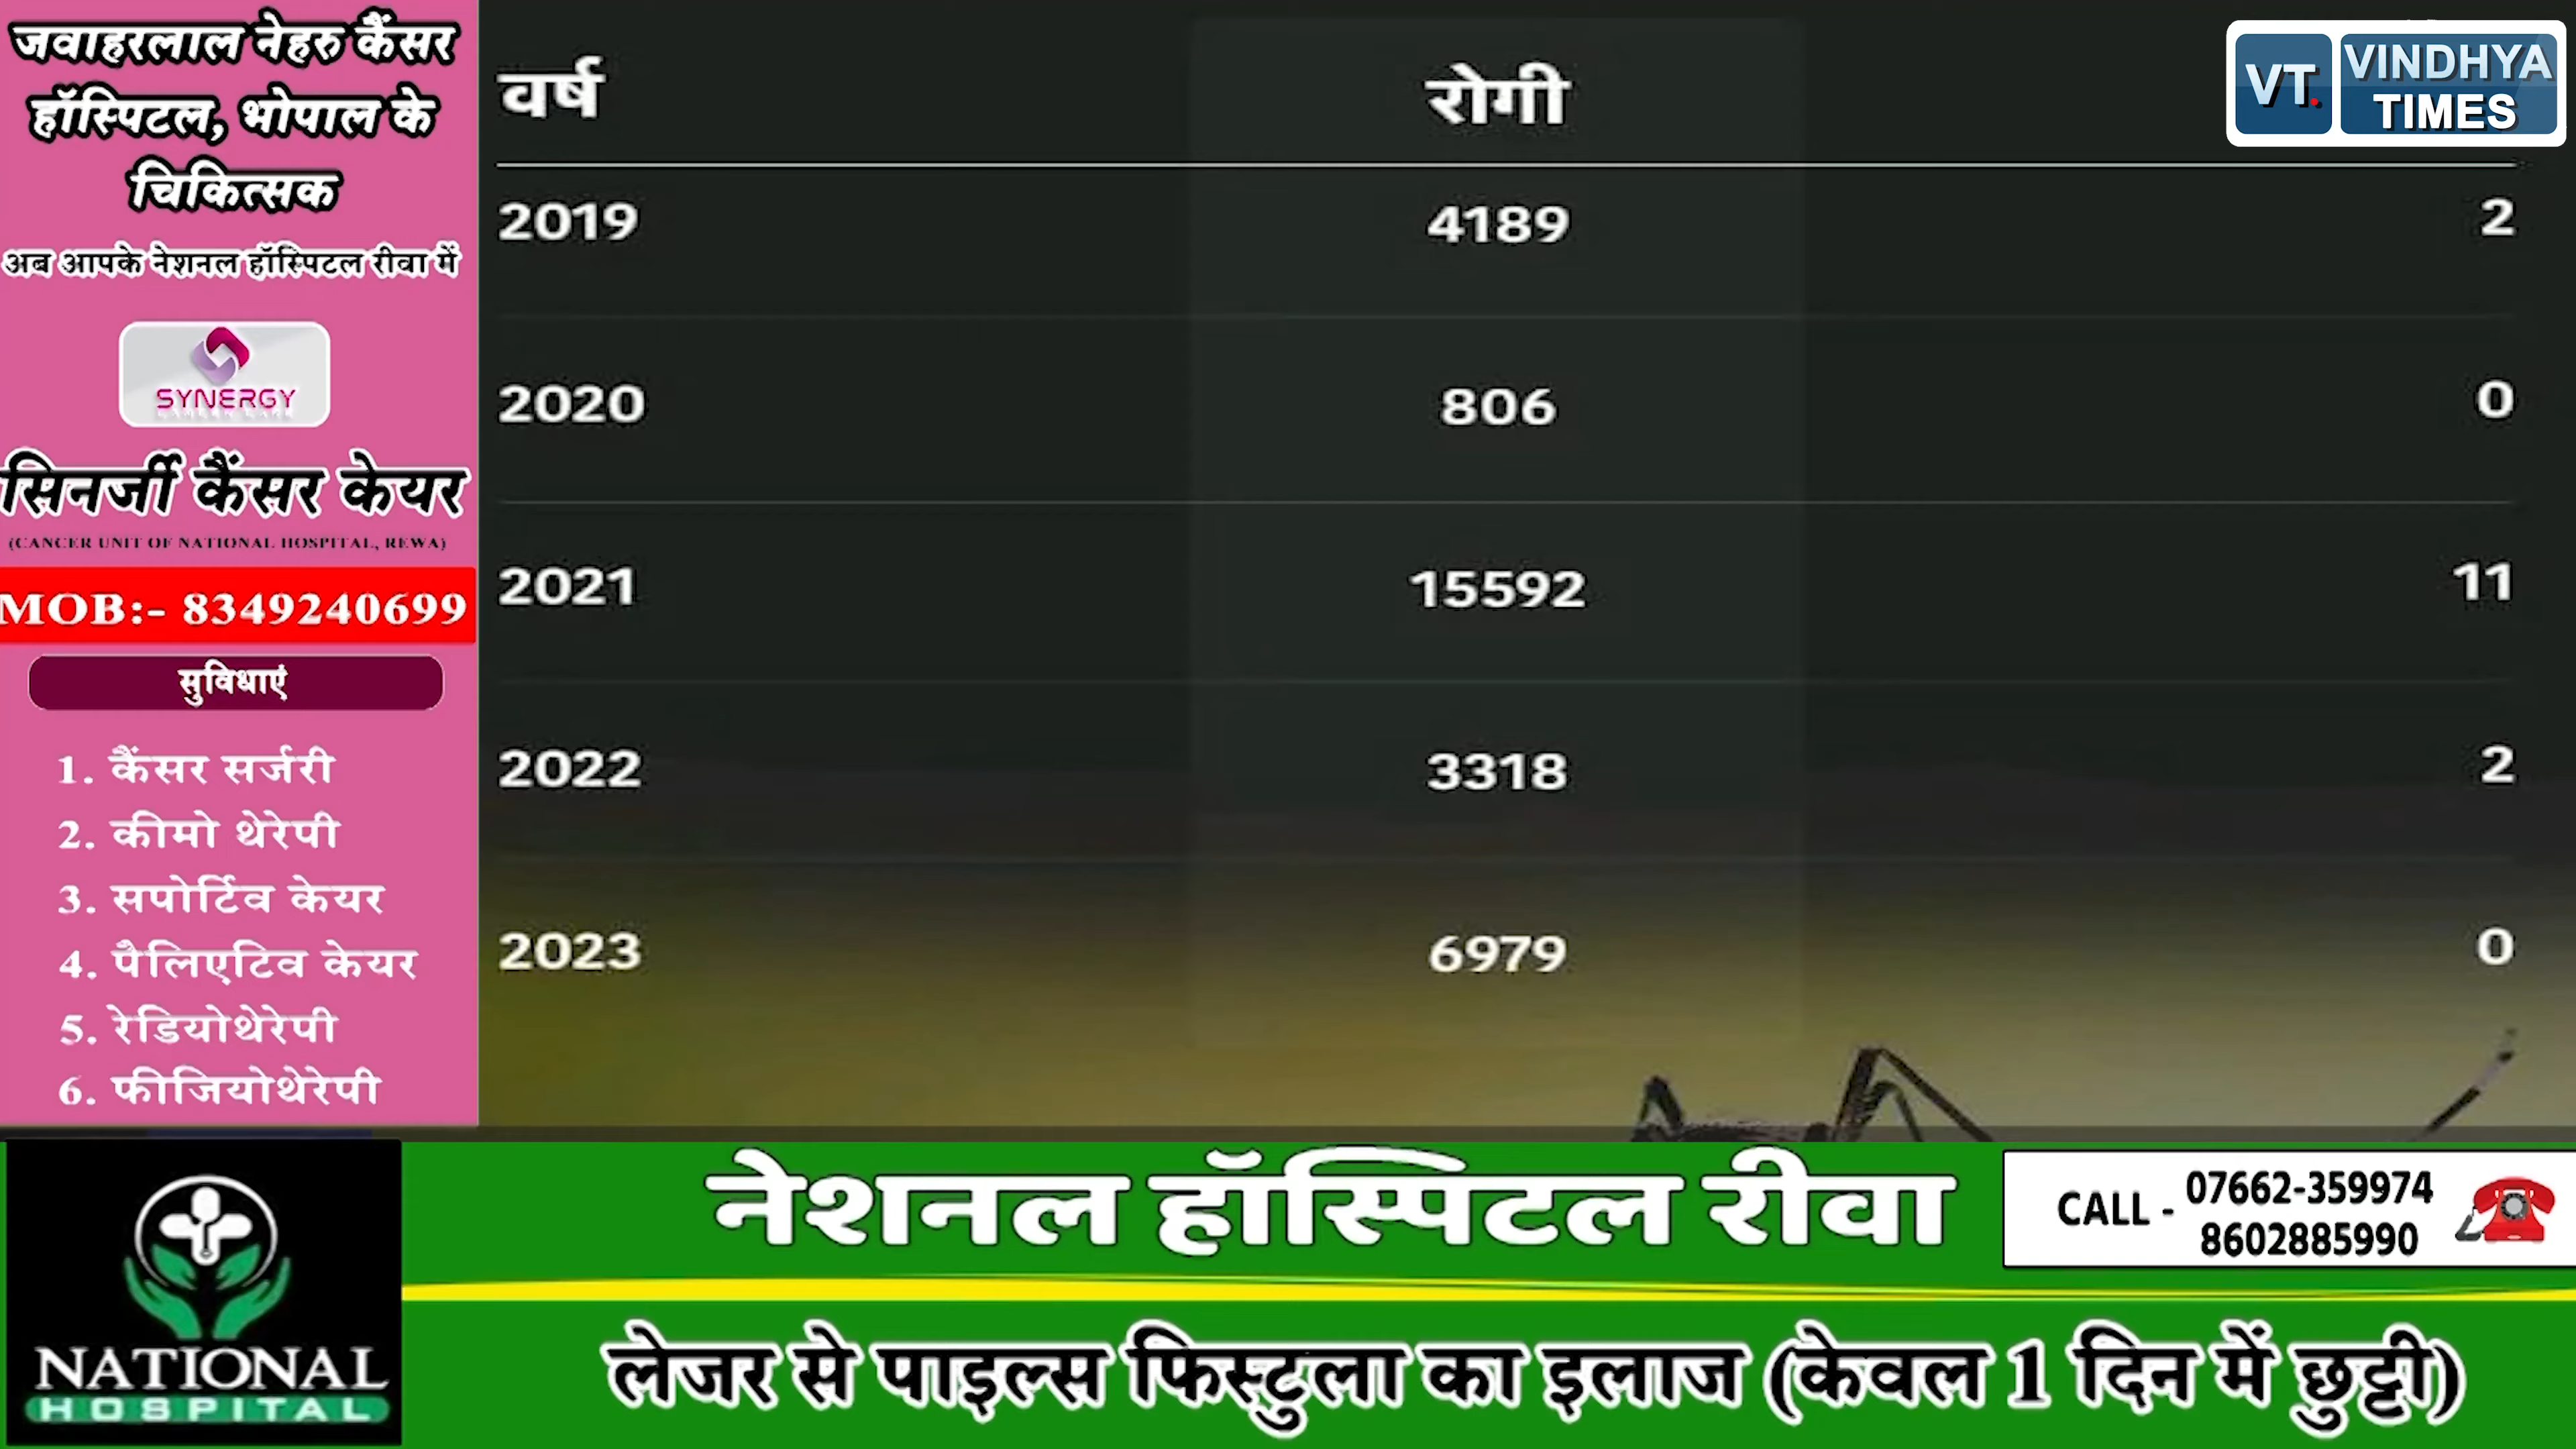 जवाहरलाल नेहरु कैंसर
हॉस्पिटल, भोपाल के
चिकित्सक
अब आपके नेशनल हॉस्पिटल रीवा में
SYNERGY
सिनर्जी कैंसर केयर
(CANCER UNIT OF NATIONAL HOSPITAL, REWA)
MOB:- 8349240699
सुविधाएं
1. कैंसर सर्जरी
2. कीमो थेरेपी
3. सपोर्टिव केयर
4. पैलिएटिव केयर
5. रेडियोथेरेपी
6. फीजियोथेरेपी
वर्ष रोगी
2019 4189 2
2020 806 0
2021 15592 11
2022 3318 2
2023 6979 0
VT. VINDHYA
TIMES
NATIONAL
HOSPITAL
नेशनल हॉस्पिटल रीवा
CALL - 07662-359974
8602885990
लेजर से पाइल्स फिस्टुला का इलाज (केवल 1 दिन में छुट्टी)